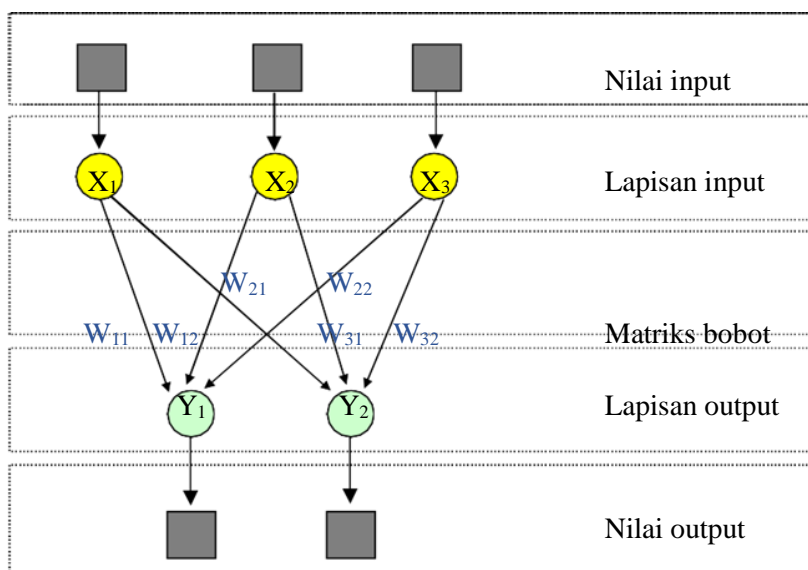 Nilai input
X₁ X₂ X₃ Lapisan input
W₂₁ W₂₂
W₁₁ W₁₂ W₃₁ W₃₂ Matriks bobot
Y₁ Y₂ Lapisan output
Nilai output